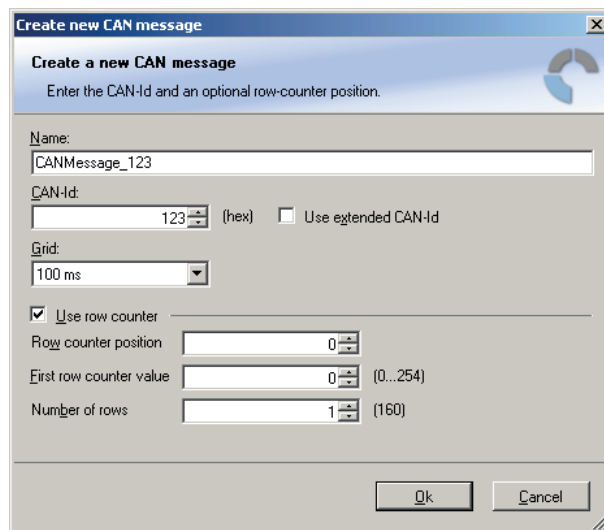 Create new CAN message
Create a new CAN message
Enter the CAN-Id and an optional row-counter position.
Name:
CANMessage_123
CAN-Id:
123 (hex) Use extended CAN-Id
Grid:
100 ms
Use row counter
Row counter position 0
First row counter value 0 (0...254)
Number of rows 1 (160)
Ok Cancel